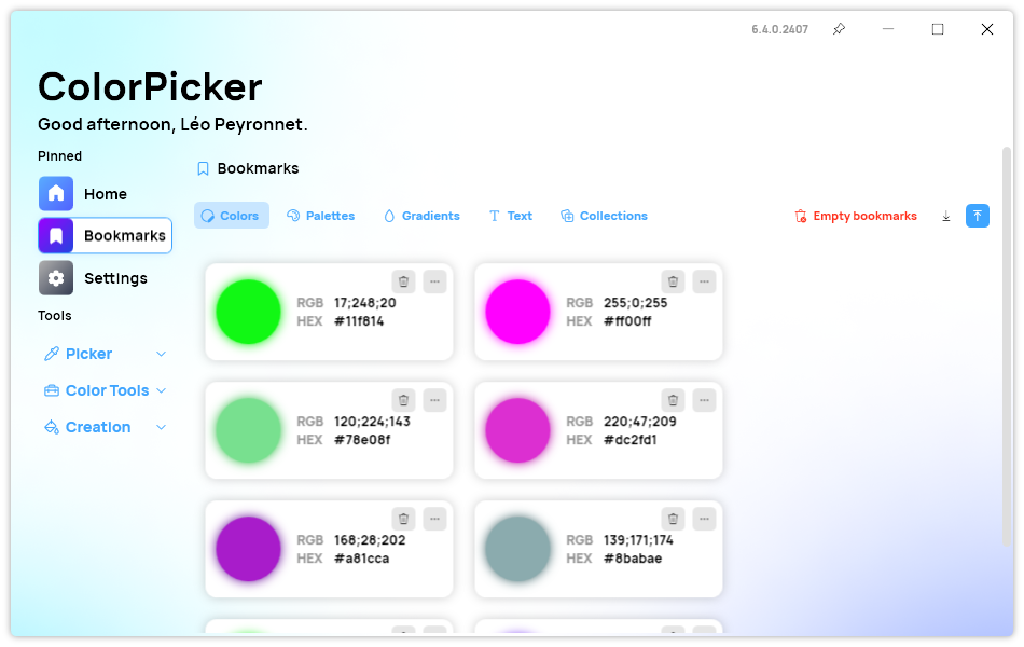 6.4.0.2407
ColorPicker
Good afternoon, Léo Peyronnet.
Pinned
Home
Bookmarks
Settings
Tools
Picker
Color Tools
Creation
Bookmarks
Colors Palettes Gradients Text Collections Empty bookmarks
RGB 17;248;20
HEX #11f814
RGB 255;0;255
HEX #ff00ff
RGB 120;224;143
HEX #78e08f
RGB 220;47;209
HEX #dc2fd1
RGB 168;28;202
HEX #a81cca
RGB 139;171;174
HEX #8babae